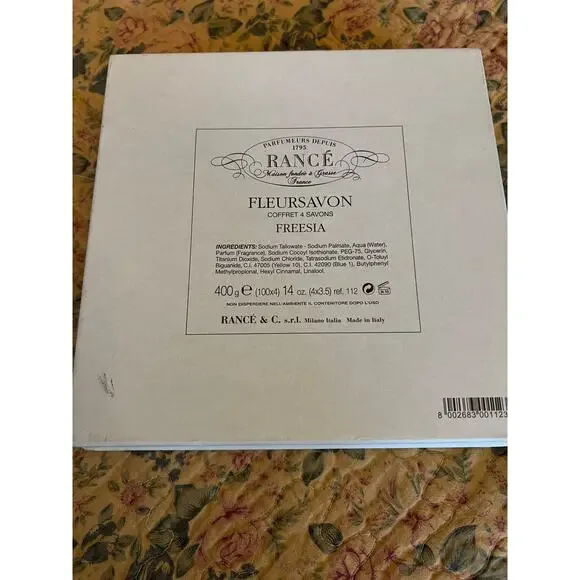 PARFUMEURS DEPUIS
1795
RANCÉ
Maison fondée à Grasse
France
FLEURSAVON
COFFRET 4 SAVONS
FREESIA
INGREDIENTS: Sodium Tallowate - Sodium Palmate, Aqua (Water),
Parfum (Fragrance), Sodium Cocoyl Isothionate, PEG-75, Glycerin,
Titanium Dioxide, Sodium Chloride, Tatrasodium Etidronate, O-Toluyl
Biguanide, C.I. 47005 (Yellow 10), C.I. 42090 (Blue 1), Butylphenyl
Methylpropional, Hexyl Cinnamal, Linalool.
400 g ℮ (100x4) 14 oz. (4x3.5) ref. 112
NON DISPERDERE NELL'AMBIENTE IL CONTENITORE DOPO L'USO
RANCÉ & C. s.r.l. Milano Italia Made in Italy
8 002683 001123